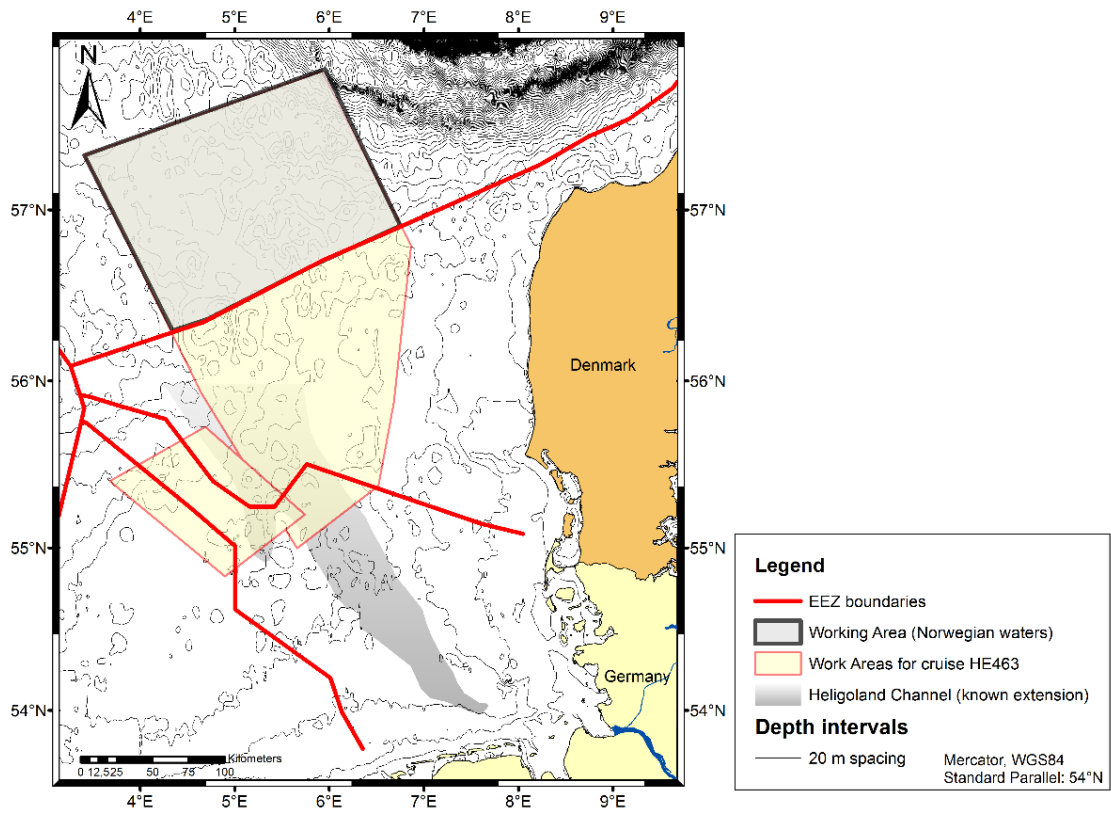 4°E 5°E 6°E 7°E 8°E 9°E
N
57°N 57°N
56°N 56°N
Denmark
55°N 55°N
Germany
54°N 54°N
Kilometers
0 12,525 50 75 100
4°E 5°E 6°E 7°E 8°E 9°E
Legend
EEZ boundaries
Working Area (Norwegian waters)
Work Areas for cruise HE463
Heligoland Channel (known extension)
Depth intervals
20 m spacing
Mercator, WGS84
Standard Parallel: 54°N